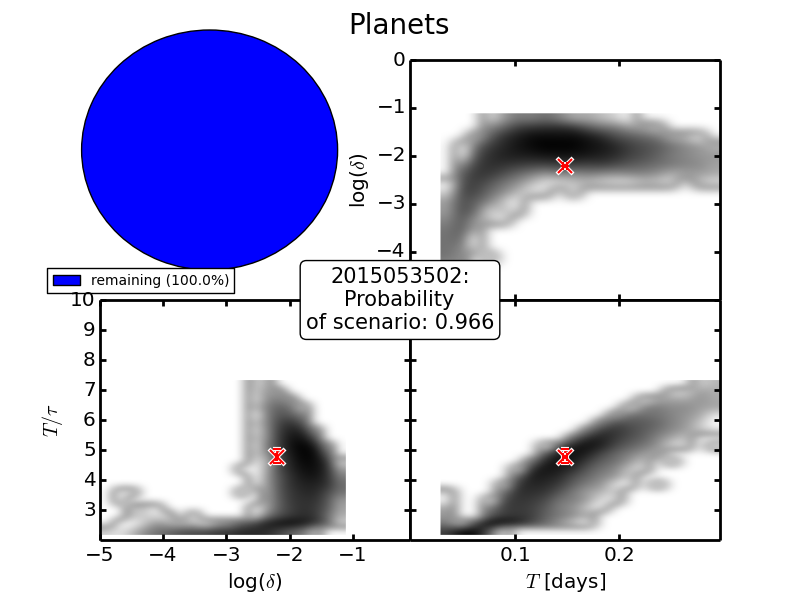 Planets
remaining (100.0%)
0
−1
−2
−3
−4
log(δ)
2015053502:
Probability
of scenario: 0.966
10
9
8
7
6
5
4
3
T/τ
−5 −4 −3 −2 −1
log(δ)
0.1 0.2
T [days]